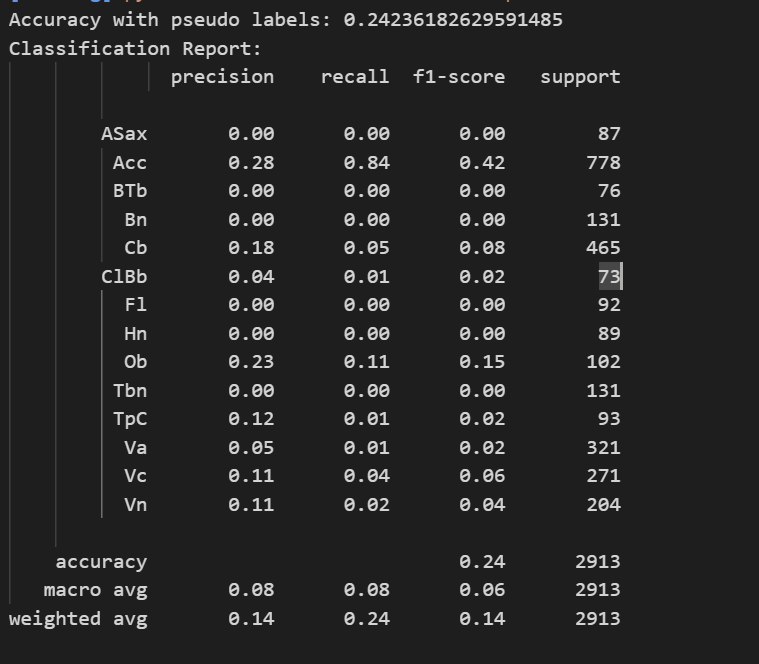 Accuracy with pseudo labels: 0.24236182629591485
Classification Report:
precision recall f1-score support
ASax 0.00 0.00 0.00 87
Acc 0.28 0.84 0.42 778
BTb 0.00 0.00 0.00 76
Bn 0.00 0.00 0.00 131
Cb 0.18 0.05 0.08 465
ClBb 0.04 0.01 0.02 73
Fl 0.00 0.00 0.00 92
Hn 0.00 0.00 0.00 89
Ob 0.23 0.11 0.15 102
Tbn 0.00 0.00 0.00 131
TpC 0.12 0.01 0.02 93
Va 0.05 0.01 0.02 321
Vc 0.11 0.04 0.06 271
Vn 0.11 0.02 0.04 204
accuracy 0.24 2913
macro avg 0.08 0.08 0.06 2913
weighted avg 0.14 0.24 0.14 2913